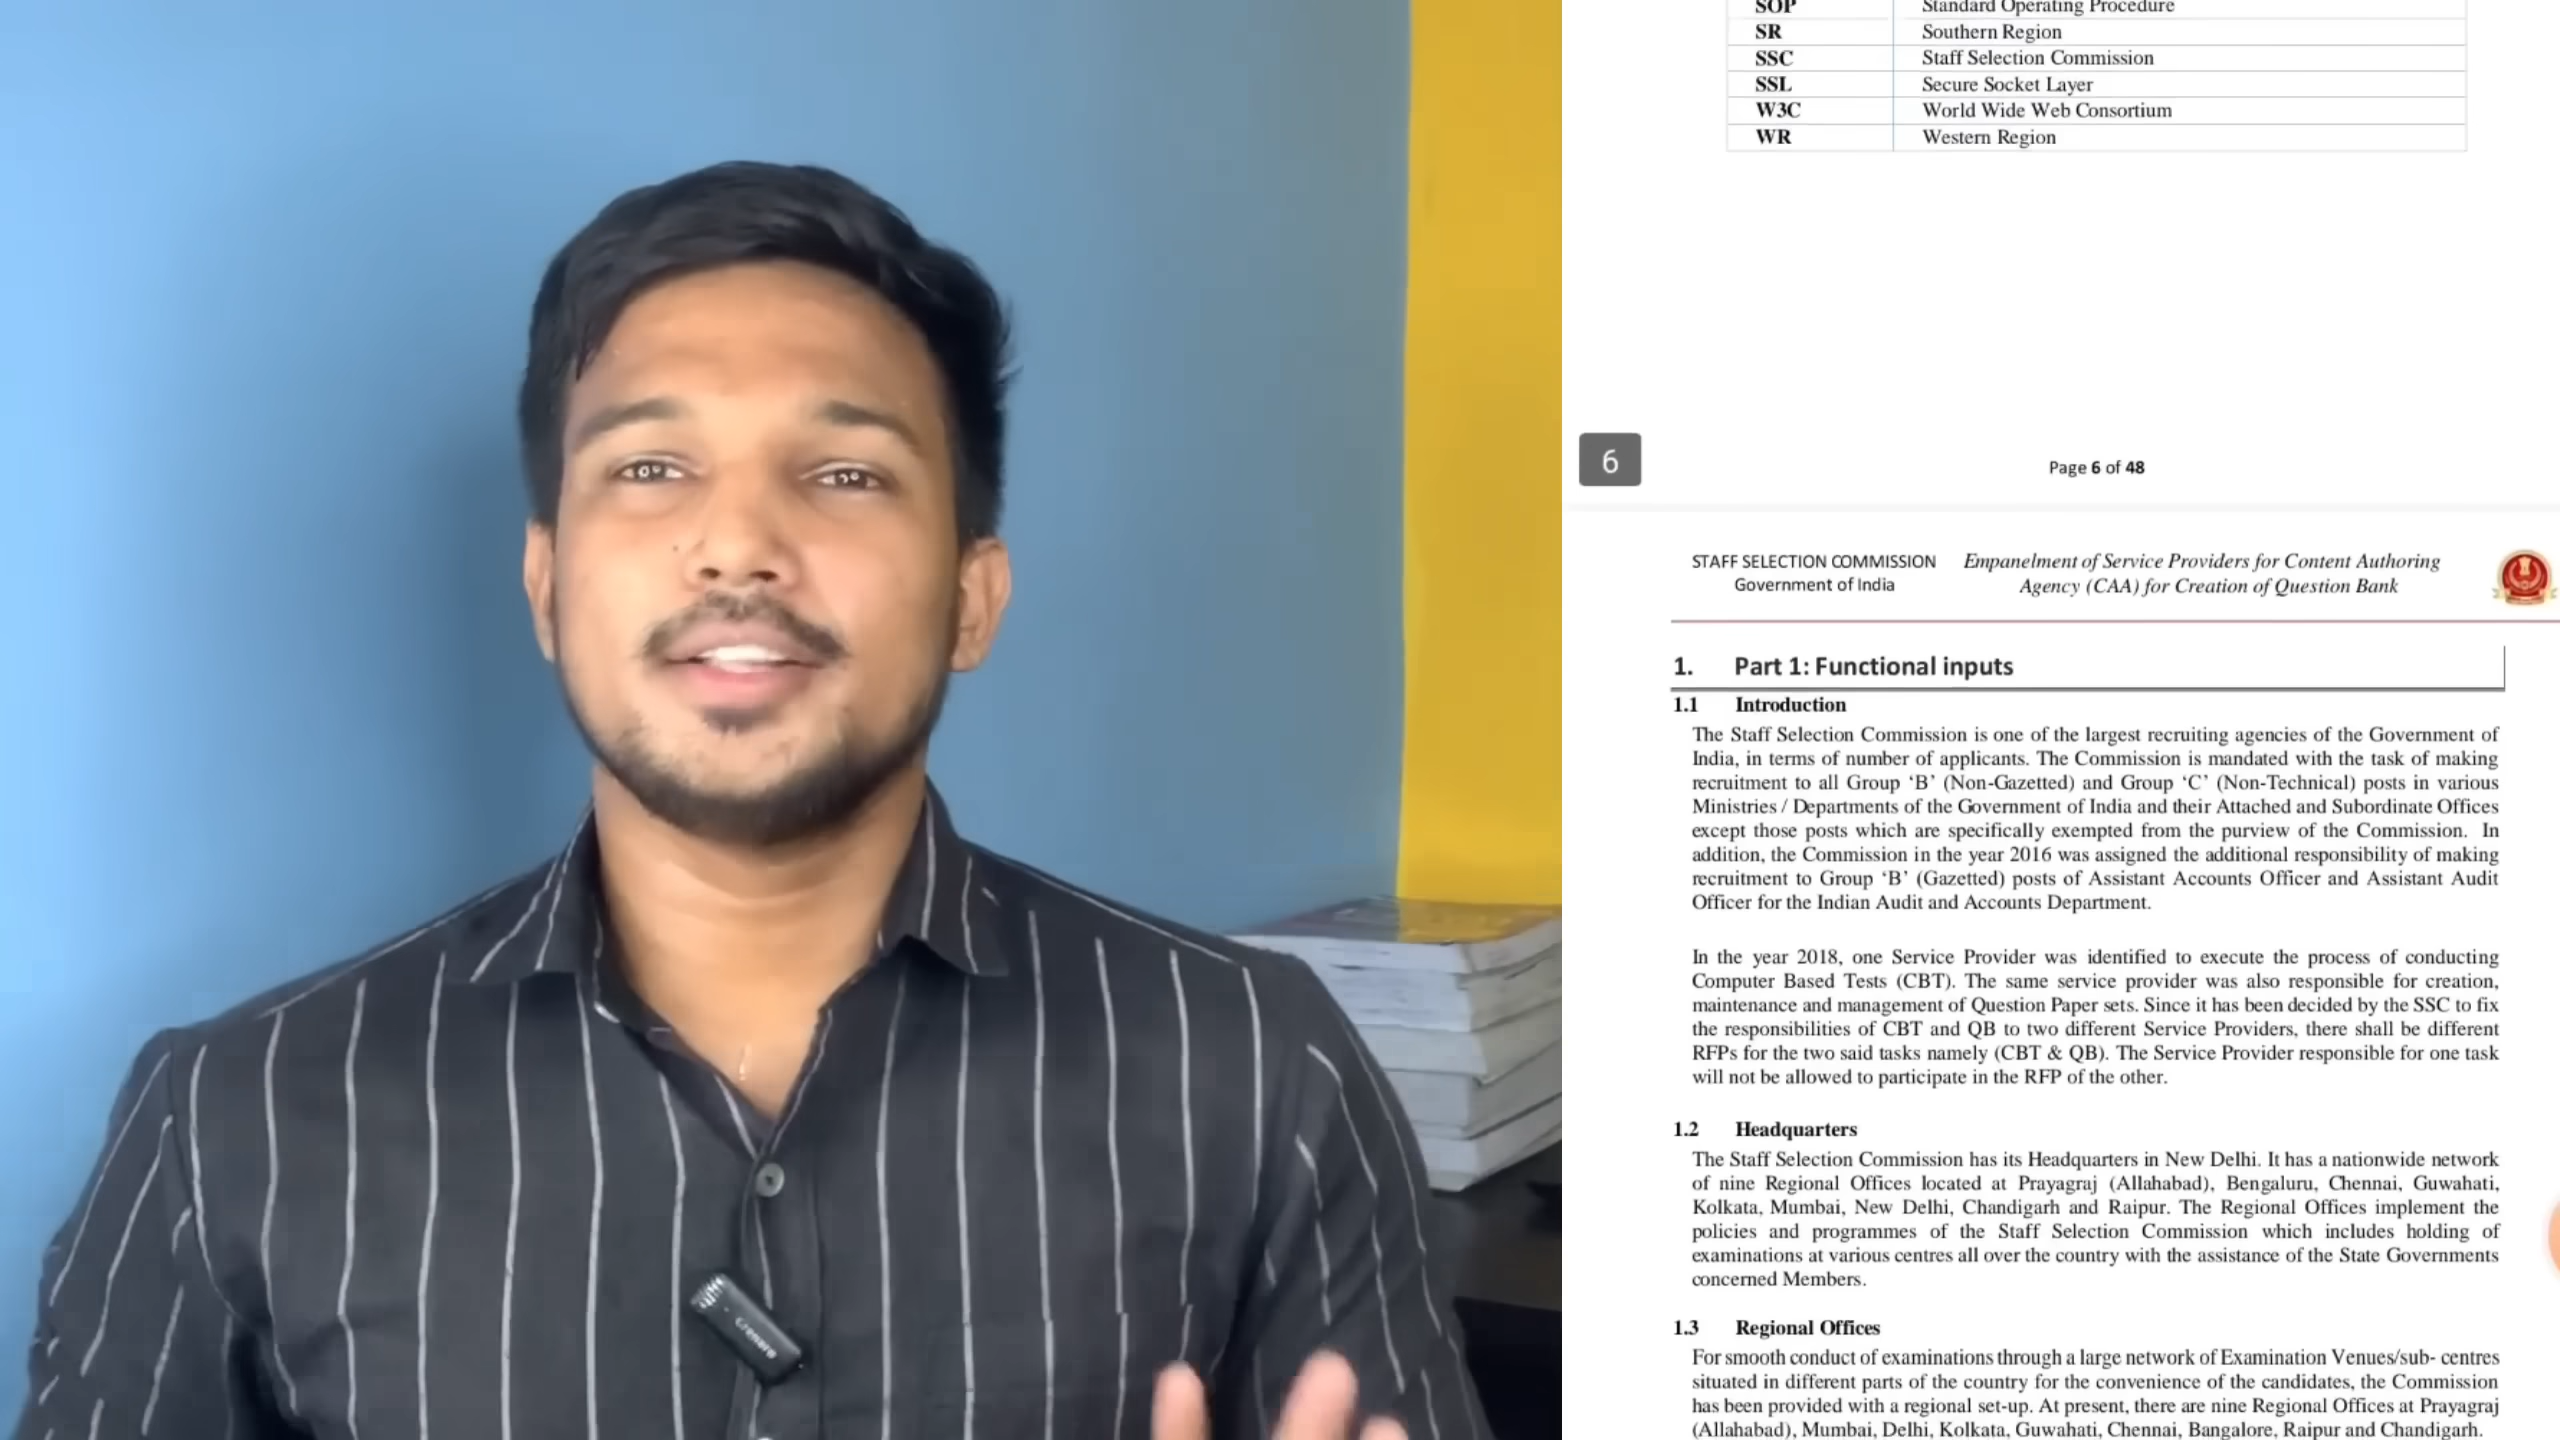 SOP Standard Operating Procedure
SR Southern Region
SSC Staff Selection Commission
SSL Secure Socket Layer
W3C World Wide Web Consortium
WR Western Region
6
Page 6 of 48
STAFF SELECTION COMMISSION
Government of India
Empanelment of Service Providers for Content Authoring
Agency (CAA) for Creation of Question Bank
1. Part 1: Functional inputs
1.1 Introduction
The Staff Selection Commission is one of the largest recruiting agencies of the Government of
India, in terms of number of applicants. The Commission is mandated with the task of making
recruitment to all Group ‘B’ (Non-Gazetted) and Group ‘C’ (Non-Technical) posts in various
Ministries / Departments of the Government of India and their Attached and Subordinate Offices
except those posts which are specifically exempted from the purview of the Commission. In
addition, the Commission in the year 2016 was assigned the additional responsibility of making
recruitment to Group ‘B’ (Gazetted) posts of Assistant Accounts Officer and Assistant Audit
Officer for the Indian Audit and Accounts Department.
In the year 2018, one Service Provider was identified to execute the process of conducting
Computer Based Tests (CBT). The same service provider was also responsible for creation,
maintenance and management of Question Paper sets. Since it has been decided by the SSC to fix
the responsibilities of CBT and QB to two different Service Providers, there shall be different
RFPs for the two said tasks namely (CBT & QB). The Service Provider responsible for one task
will not be allowed to participate in the RFP of the other.
1.2 Headquarters
The Staff Selection Commission has its Headquarters in New Delhi. It has a nationwide network
of nine Regional Offices located at Prayagraj (Allahabad), Bengaluru, Chennai, Guwahati,
Kolkata, Mumbai, New Delhi, Chandigarh and Raipur. The Regional Offices implement the
policies and programmes of the Staff Selection Commission which includes holding of
examinations at various centres all over the country with the assistance of the State Governments
concerned Members.
1.3 Regional Offices
For smooth conduct of examinations through a large network of Examination Venues/sub- centres
situated in different parts of the country for the convenience of the candidates, the Commission
has been provided with a regional set-up. At present, there are nine Regional Offices at Prayagraj
(Allahabad), Mumbai, Delhi, Kolkata, Guwahati, Chennai, Bangalore, Raipur and Chandigarh.